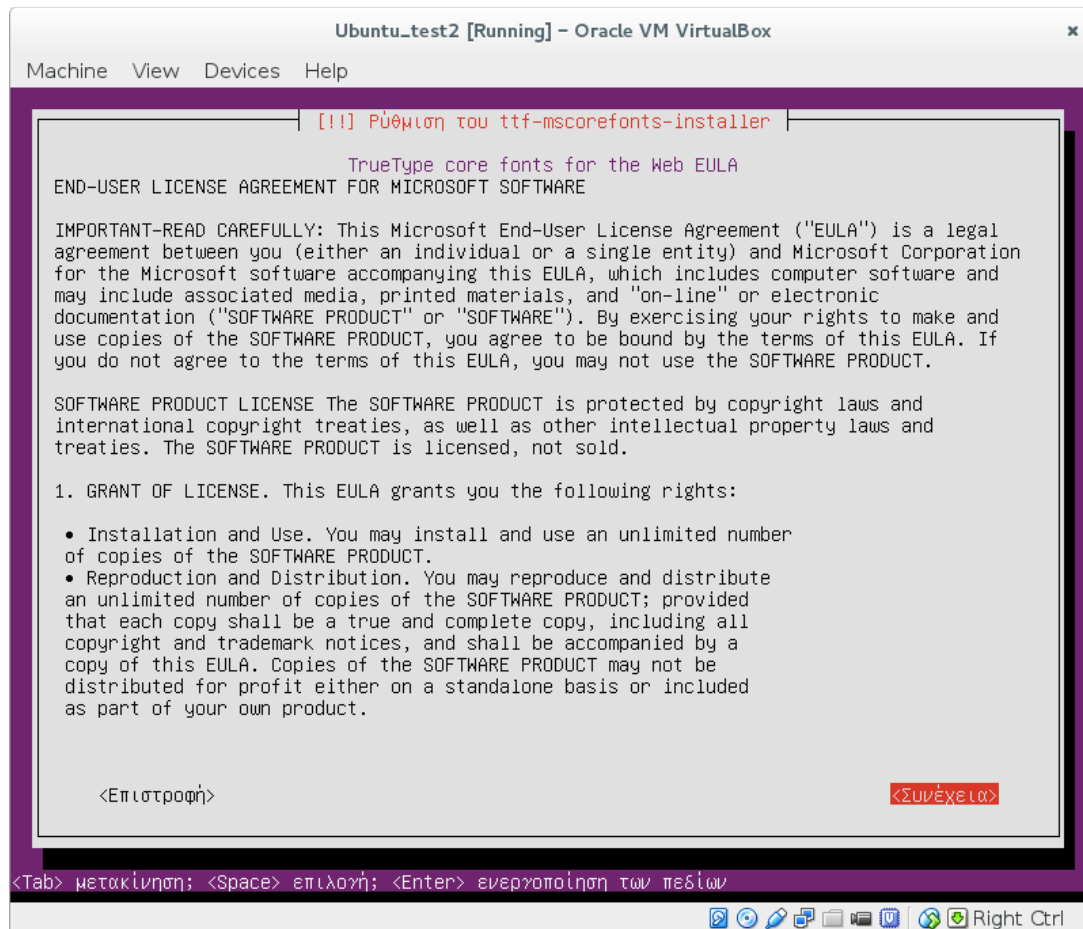 Ubuntu_test2 [Running] – Oracle VM VirtualBox
Machine View Devices Help
[!!] Ρύθμιση του ttf-mscorefonts-installer
TrueType core fonts for the Web EULA
END-USER LICENSE AGREEMENT FOR MICROSOFT SOFTWARE
IMPORTANT-READ CAREFULLY: This Microsoft End-User License Agreement ("EULA") is a legal
agreement between you (either an individual or a single entity) and Microsoft Corporation
for the Microsoft software accompanying this EULA, which includes computer software and
may include associated media, printed materials, and "on-line" or electronic
documentation ("SOFTWARE PRODUCT" or "SOFTWARE"). By exercising your rights to make and
use copies of the SOFTWARE PRODUCT, you agree to be bound by the terms of this EULA. If
you do not agree to the terms of this EULA, you may not use the SOFTWARE PRODUCT.
SOFTWARE PRODUCT LICENSE The SOFTWARE PRODUCT is protected by copyright laws and
international copyright treaties, as well as other intellectual property laws and
treaties. The SOFTWARE PRODUCT is licensed, not sold.
1. GRANT OF LICENSE. This EULA grants you the following rights:
• Installation and Use. You may install and use an unlimited number
of copies of the SOFTWARE PRODUCT.
• Reproduction and Distribution. You may reproduce and distribute
an unlimited number of copies of the SOFTWARE PRODUCT; provided
that each copy shall be a true and complete copy, including all
copyright and trademark notices, and shall be accompanied by a
copy of this EULA. Copies of the SOFTWARE PRODUCT may not be
distributed for profit either on a standalone basis or included
as part of your own product.
<Επιστροφή> <Συνέχεια>
<Tab> μετακίνηση; <Space> επιλογή; <Enter> ενεργοποίηση των πεδίων
Right Ctrl